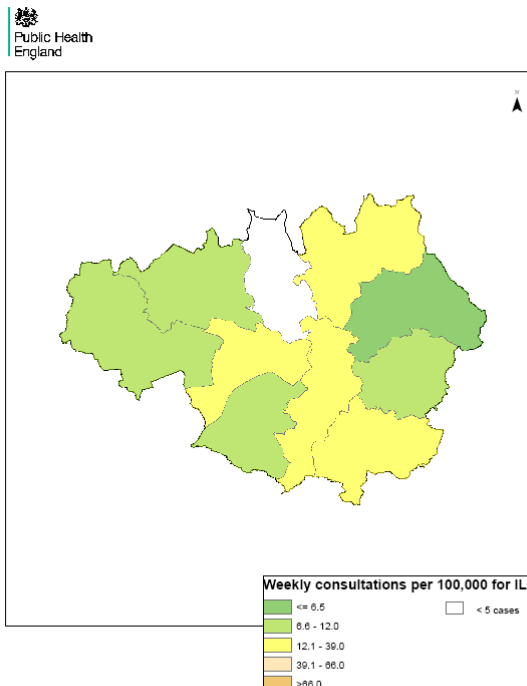 Public Health
England
N
Weekly consultations per 100,000 for IL
<= 6.5
< 5 cases
6.6 - 12.0
12.1 - 39.0
39.1 - 66.0
>66.0